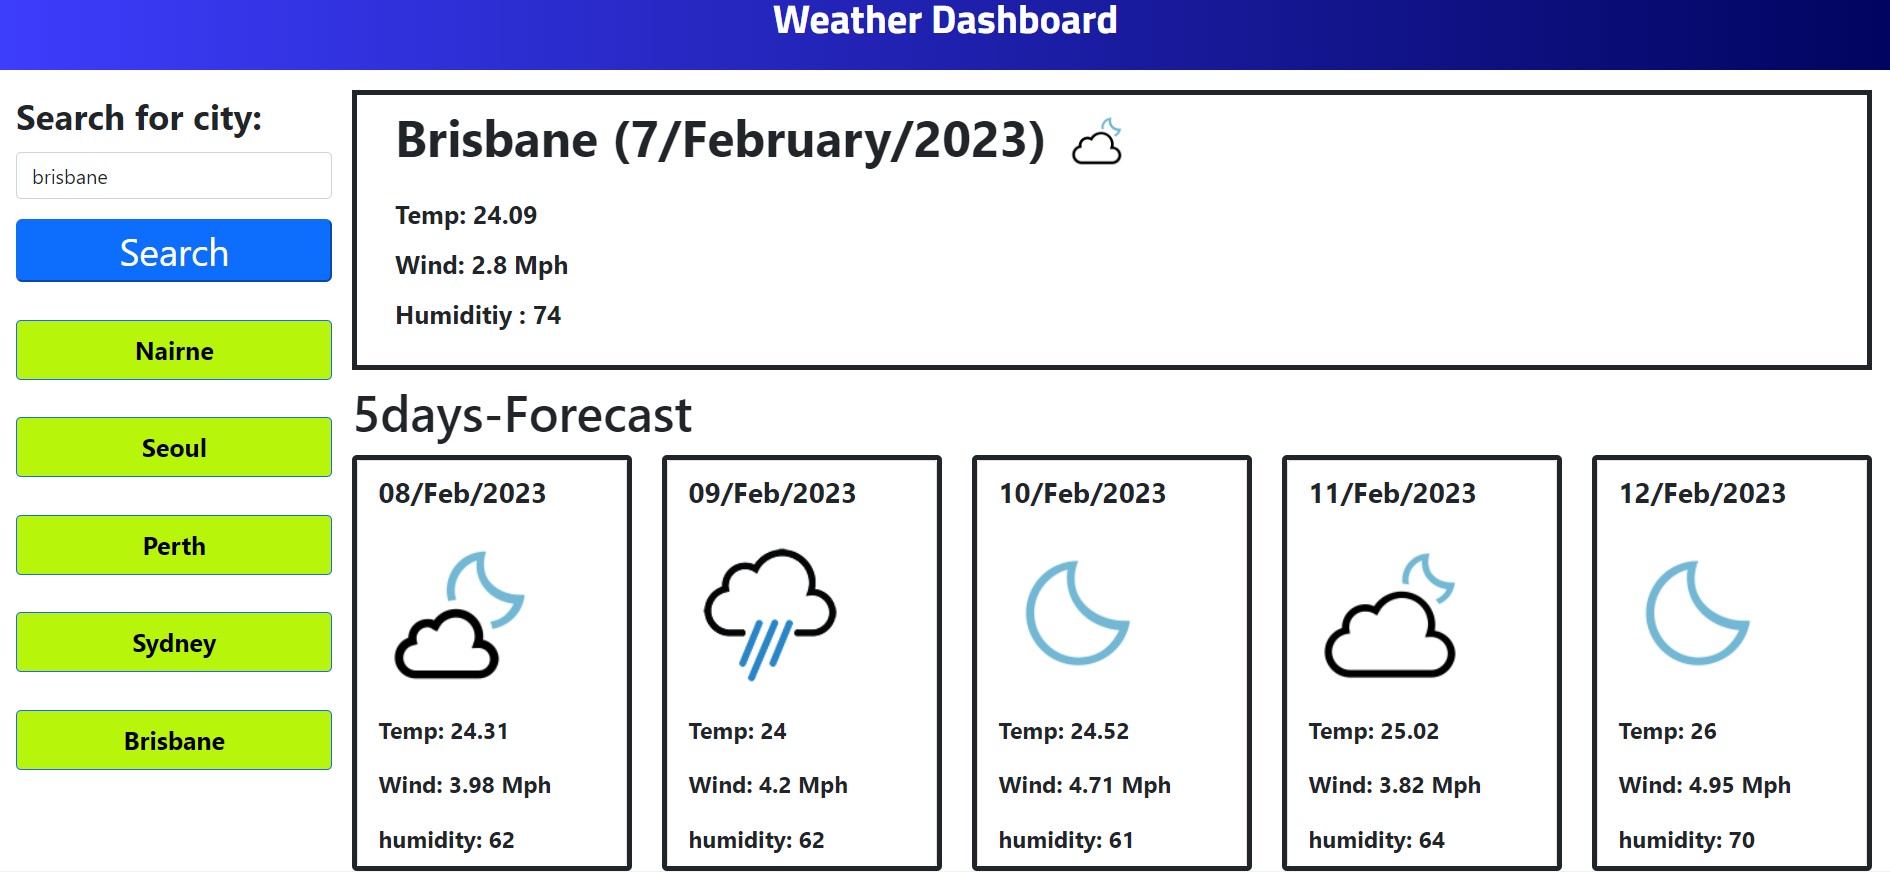 Weather Dashboard
Search for city:
brisbane
Search
Nairne
Seoul
Perth
Sydney
Brisbane
Brisbane (7/February/2023)
Temp: 24.09
Wind: 2.8 Mph
Humiditiy : 74
5days-Forecast
08/Feb/2023
Temp: 24.31
Wind: 3.98 Mph
humidity: 62
09/Feb/2023
Temp: 24
Wind: 4.2 Mph
humidity: 62
10/Feb/2023
Temp: 24.52
Wind: 4.71 Mph
humidity: 61
11/Feb/2023
Temp: 25.02
Wind: 3.82 Mph
humidity: 64
12/Feb/2023
Temp: 26
Wind: 4.95 Mph
humidity: 70